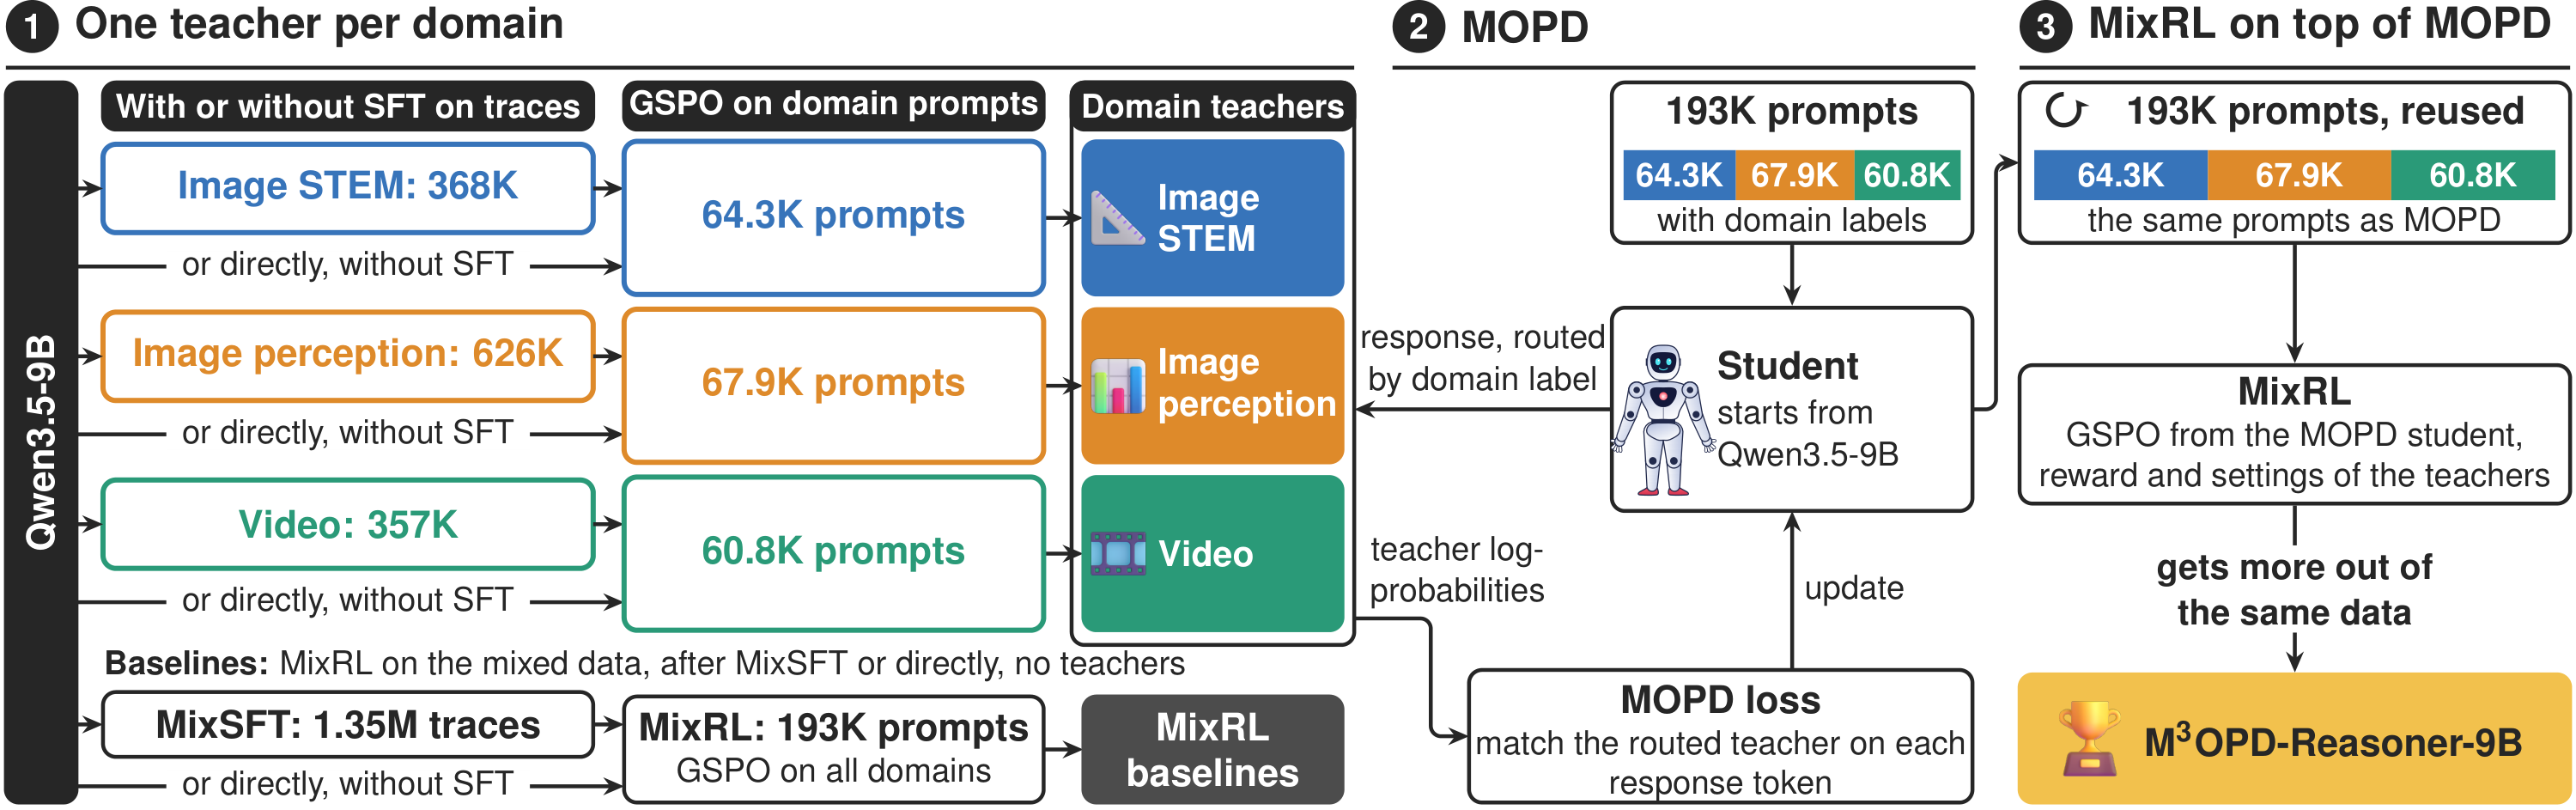 1 One teacher per domain
Qwen3.5-9B
With or without SFT on traces
GSPO on domain prompts
Domain teachers
Image STEM: 368K
or directly, without SFT
64.3K prompts
Image
STEM
Image perception: 626K
or directly, without SFT
67.9K prompts
Image
perception
Video: 357K
or directly, without SFT
60.8K prompts
Video
Baselines: MixRL on the mixed data, after MixSFT or directly, no teachers
MixSFT: 1.35M traces
or directly, without SFT
MixRL: 193K prompts
GSPO on all domains
MixRL
baselines
2 MOPD
193K prompts
64.3K 67.9K 60.8K
with domain labels
response, routed
by domain label
Student
starts from
Qwen3.5-9B
teacher log-
probabilities
update
MOPD loss
match the routed teacher on each
response token
3 MixRL on top of MOPD
193K prompts, reused
64.3K 67.9K 60.8K
the same prompts as MOPD
MixRL
GSPO from the MOPD student,
reward and settings of the teachers
gets more out of
the same data
M³OPD-Reasoner-9B